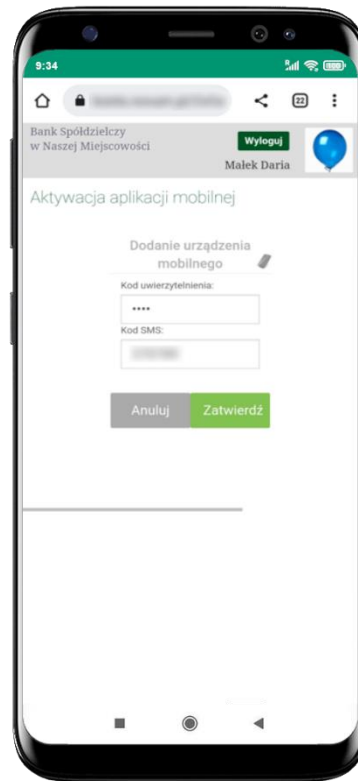 9:34
22
Bank Spółdzielczy
w Naszej Miejscowości
Wyloguj
Małek Daria
Aktywacja aplikacji mobilnej
Dodanie urządzenia
mobilnego
Kod uwierzytelnienia:
••••
Kod SMS:
Anuluj
Zatwierdź